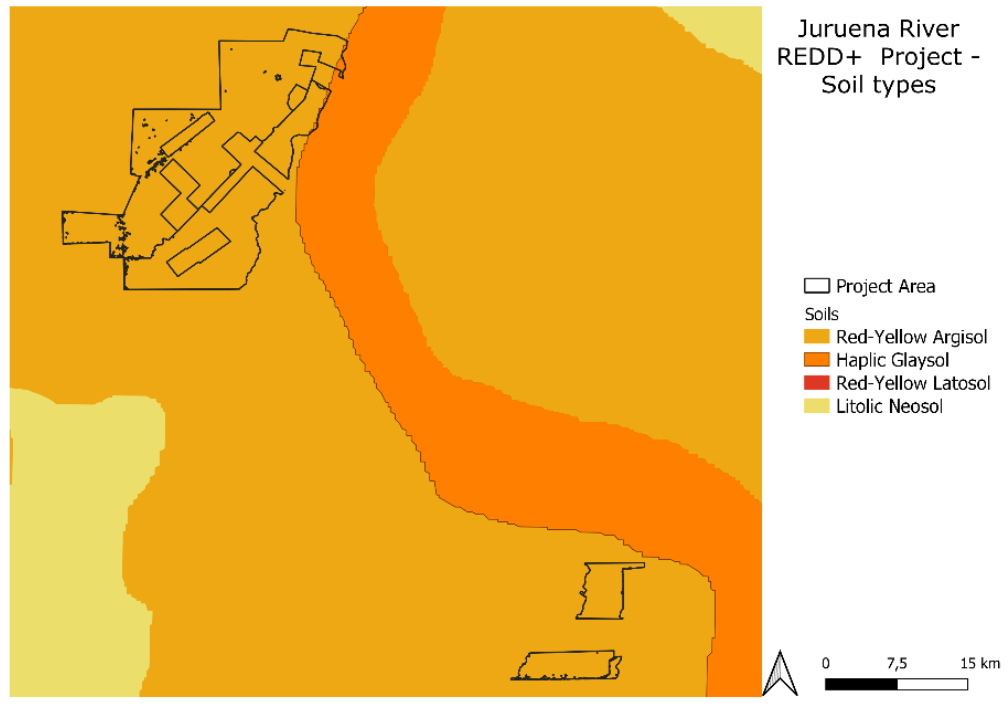 Juruena River
REDD+ Project -
Soil types
Project Area
Soils
Red-Yellow Argisol
Haplic Glaysol
Red-Yellow Latosol
Litolic Neosol
0 7,5 15 km